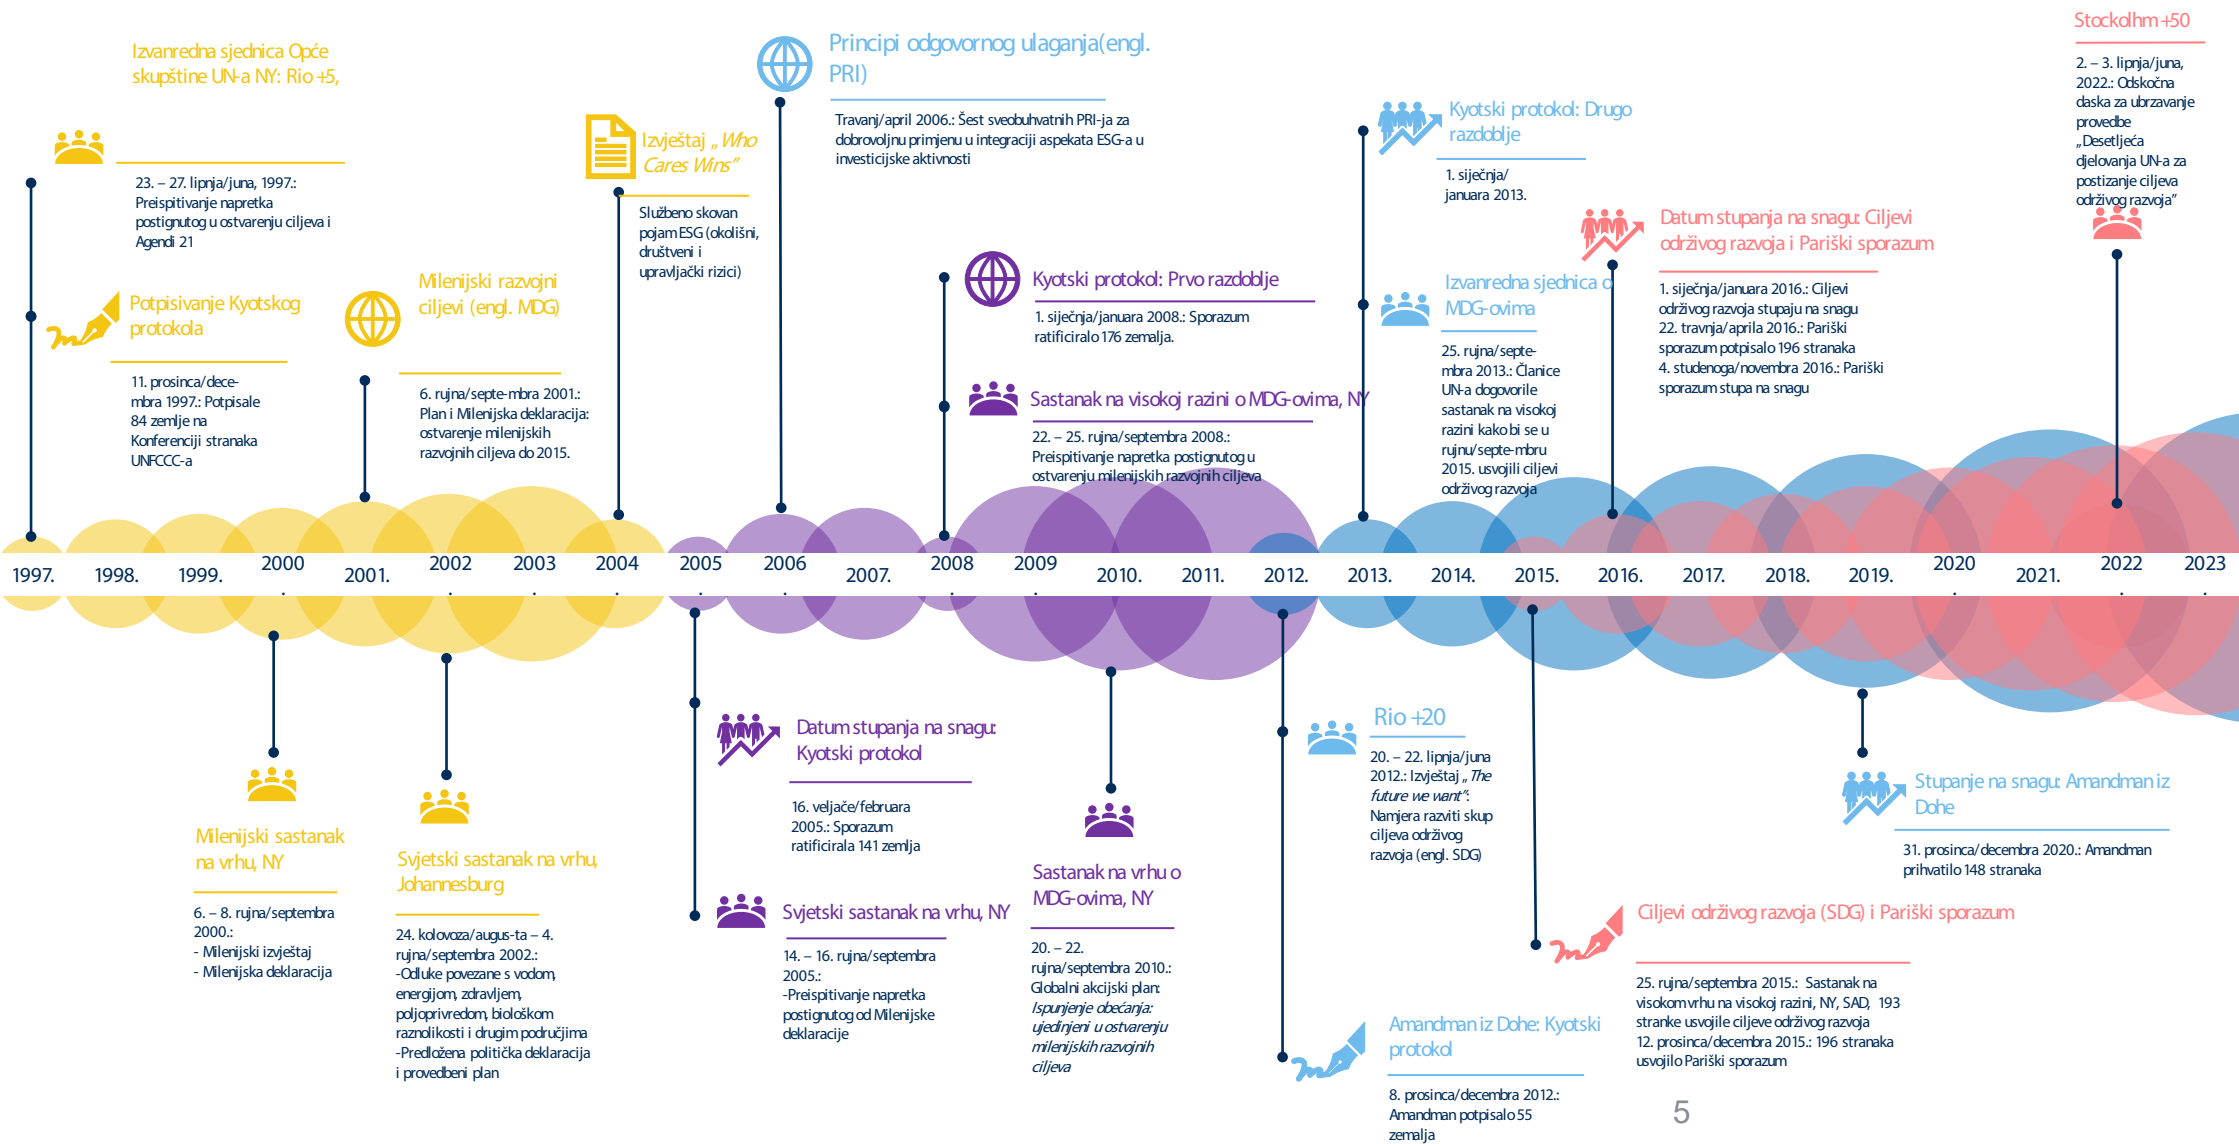 Izvanredna sjednica Opće
skupštine UN-a NY: Rio +5,
23. – 27. lipnja/juna, 1997.:
Preispitivanje napretka
postignutog u ostvarenju ciljeva i
Agendi 21
Potpisivanje Kyotskog
protokola
11. prosinca/dece-
mbra 1997.: Potpisale
84 zemlje na
Konferenciji stranaka
UNFCCC-a
Milenijski razvojni
ciljevi (engl. MDG)
6. rujna/septe-mbra 2001.:
Plan i Milenijska deklaracija:
ostvarenje milenijskih
razvojnih ciljeva do 2015.
Izvještaj „Who
Cares Wins”
Službeno skovan
pojam ESG (okolišni,
društveni i
upravljački rizici)
Principi odgovornog ulaganja(engl.
PRI)
Travanj/april 2006.: Šest sveobuhvatnih PRI-ja za
dobrovoljnu primjenu u integraciji aspekata ESG-a u
investicijske aktivnosti
Kyotski protokol: Prvo razdoblje
1. siječnja/januara 2008.: Sporazum
ratificiralo 176 zemalja.
Sastanak na visokoj razini o MDG-ovima, NY
22. – 25. rujna/septembra 2008.:
Preispitivanje napretka postignutog u
ostvarenju milenijskih razvojnih ciljeva
Kyotski protokol: Drugo
razdoblje
1. siječnja/
januara 2013.
Izvanredna sjednica o
MDG-ovima
25. rujna/septe-
mbra 2013.: Članice
UN-a dogovorile
sastanak na visokoj
razini kako bi se u
rujnu/septe-mbru
2015. usvojili ciljevi
održivog razvoja
Datum stupanja na snagu: Ciljevi
održivog razvoja i Pariški sporazum
1. siječnja/januara 2016.: Ciljevi
održivog razvoja stupaju na snagu
22. travnja/aprila 2016.: Pariški
sporazum potpisalo 196 stranaka
4. studenoga/novembra 2016.: Pariški
sporazum stupa na snagu
Stockolhm +50
2. – 3. lipnja/juna,
2022.: Odskočna
daska za ubrzavanje
provedbe
„Desetljeća
djelovanja UN-a za
postizanje ciljeva
održivog razvoja”
1997. 1998. 1999. 2000. 2001. 2002. 2003. 2004. 2005. 2006. 2007. 2008. 2009. 2010. 2011. 2012. 2013. 2014. 2015. 2016. 2017. 2018. 2019. 2020. 2021. 2022. 2023.
Milenijski sastanak
na vrhu, NY
6. – 8. rujna/septembra
2000.:
- Milenijski izvještaj
- Milenijska deklaracija
Svjetski sastanak na vrhu,
Johannesburg
24. kolovoza/augus-ta – 4.
rujna/septembra 2002.:
-Odluke povezane s vodom,
energijom, zdravljem,
poljoprivredom, biološkom
raznolikosti i drugim područjima
-Predložena politička deklaracija
i provedbeni plan
Datum stupanja na snagu:
Kyotski protokol
16. veljače/februara
2005.: Sporazum
ratificirala 141 zemlja
Svjetski sastanak na vrhu, NY
14. – 16. rujna/septembra
2005.:
-Preispitivanje napretka
postignutog od Milenijske
deklaracije
Sastanak na vrhu o
MDG-ovima, NY
20. – 22.
rujna/septembra 2010.:
Globalni akcijski plan:
Ispunjenje obećanja:
ujedinjeni u ostvarenju
milenijskih razvojnih
ciljeva
Rio +20
20. – 22. lipnja/juna
2012.: Izvještaj „The
future we want”:
Namjera razviti skup
ciljeva održivog
razvoja (engl. SDG)
Amandman iz Dohe: Kyotski
protokol
8. prosinca/decembra 2012.:
Amandman potpisalo 55
zemalja
Ciljevi održivog razvoja (SDG) i Pariški sporazum
25. rujna/septembra 2015.: Sastanak na
visokom vrhu na visokoj razini, NY, SAD, 193
stranke usvojile ciljeve održivog razvoja
12. prosinca/decembra 2015.: 196 stranaka
usvojilo Pariški sporazum
Stupanje na snagu: Amandman iz
Dohe
31. prosinca/decembra 2020.: Amandman
prihvatilo 148 stranaka
5